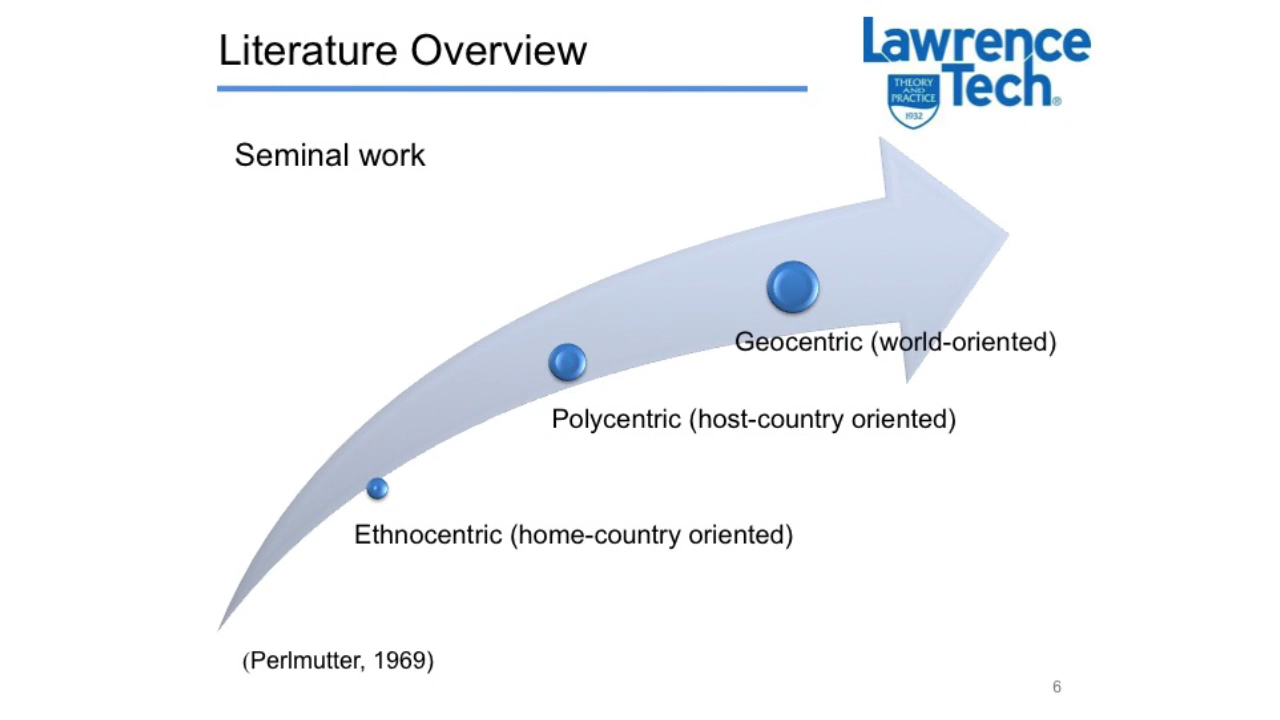 Literature Overview
Lawrence
Tech®
THEORY
AND
PRACTICE
1932
Seminal work
Geocentric (world-oriented)
Polycentric (host-country oriented)
Ethnocentric (home-country oriented)
(Perlmutter, 1969)
6